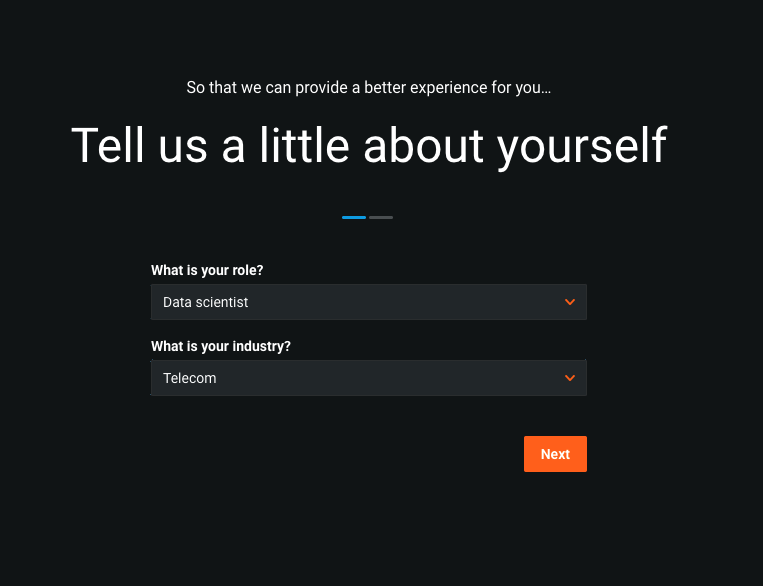 So that we can provide a better experience for you...
Tell us a little about yourself
What is your role?
Data scientist
What is your industry?
Telecom
Next